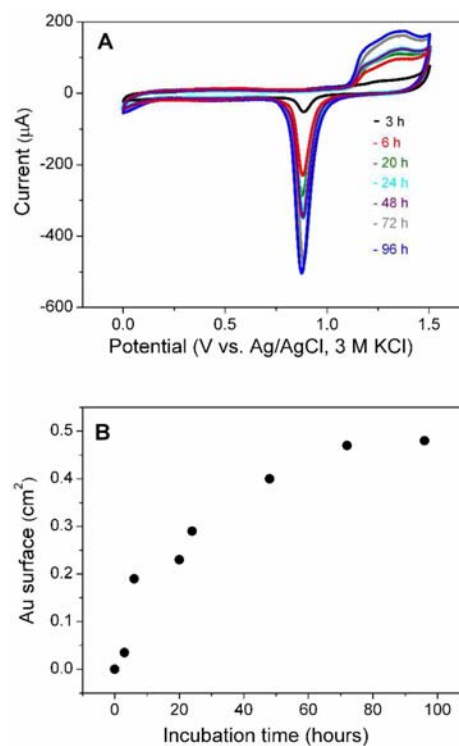 A
200
0
-200
-400
-600
Current (μA)
- 3 h
- 6 h
- 20 h
- 24 h
- 48 h
- 72 h
- 96 h
0.0 0.5 1.0 1.5
Potential (V vs. Ag/AgCl, 3 M KCl)
B
0.5
0.4
0.3
0.2
0.1
0.0
Au surface (cm²)
0 20 40 60 80 100
Incubation time (hours)